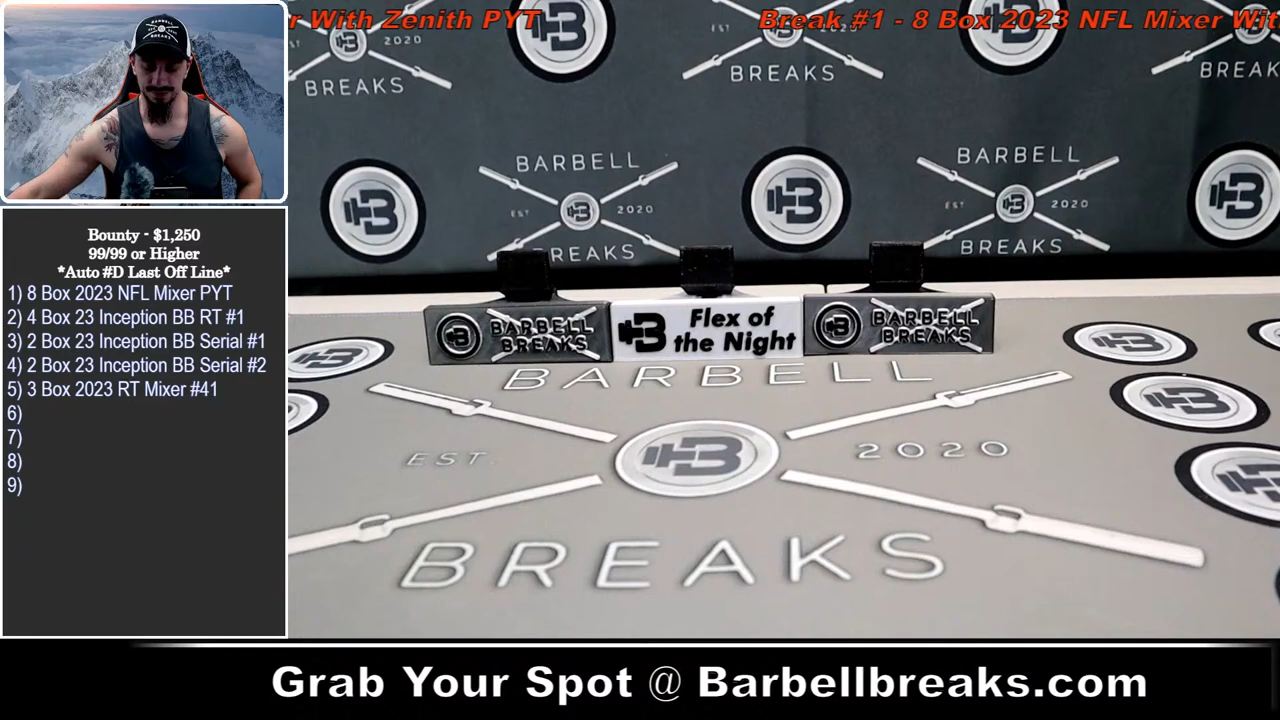 r With Zenith PYT
Break #1 - 8 Box 2023 NFL Mixer Wit
Bounty - $1,250
99/99 or Higher
*Auto #D Last Off Line*
1) 8 Box 2023 NFL Mixer PYT
2) 4 Box 23 Inception BB RT #1
3) 2 Box 23 Inception BB Serial #1
4) 2 Box 23 Inception BB Serial #2
5) 3 Box 2023 RT Mixer #41
6)
7)
8)
9)
EST 2020
BREAKS
EST
BREAKS
BREAK
BARBELL
EST 2020
BREAKS
BARBELL
EST 2020
BREAKS
BARBELL
BREAKS
Flex of
the Night
BARBELL
BREAKS
BARBELL
EST. 2020
BREAKS
Grab Your Spot @ Barbellbreaks.com